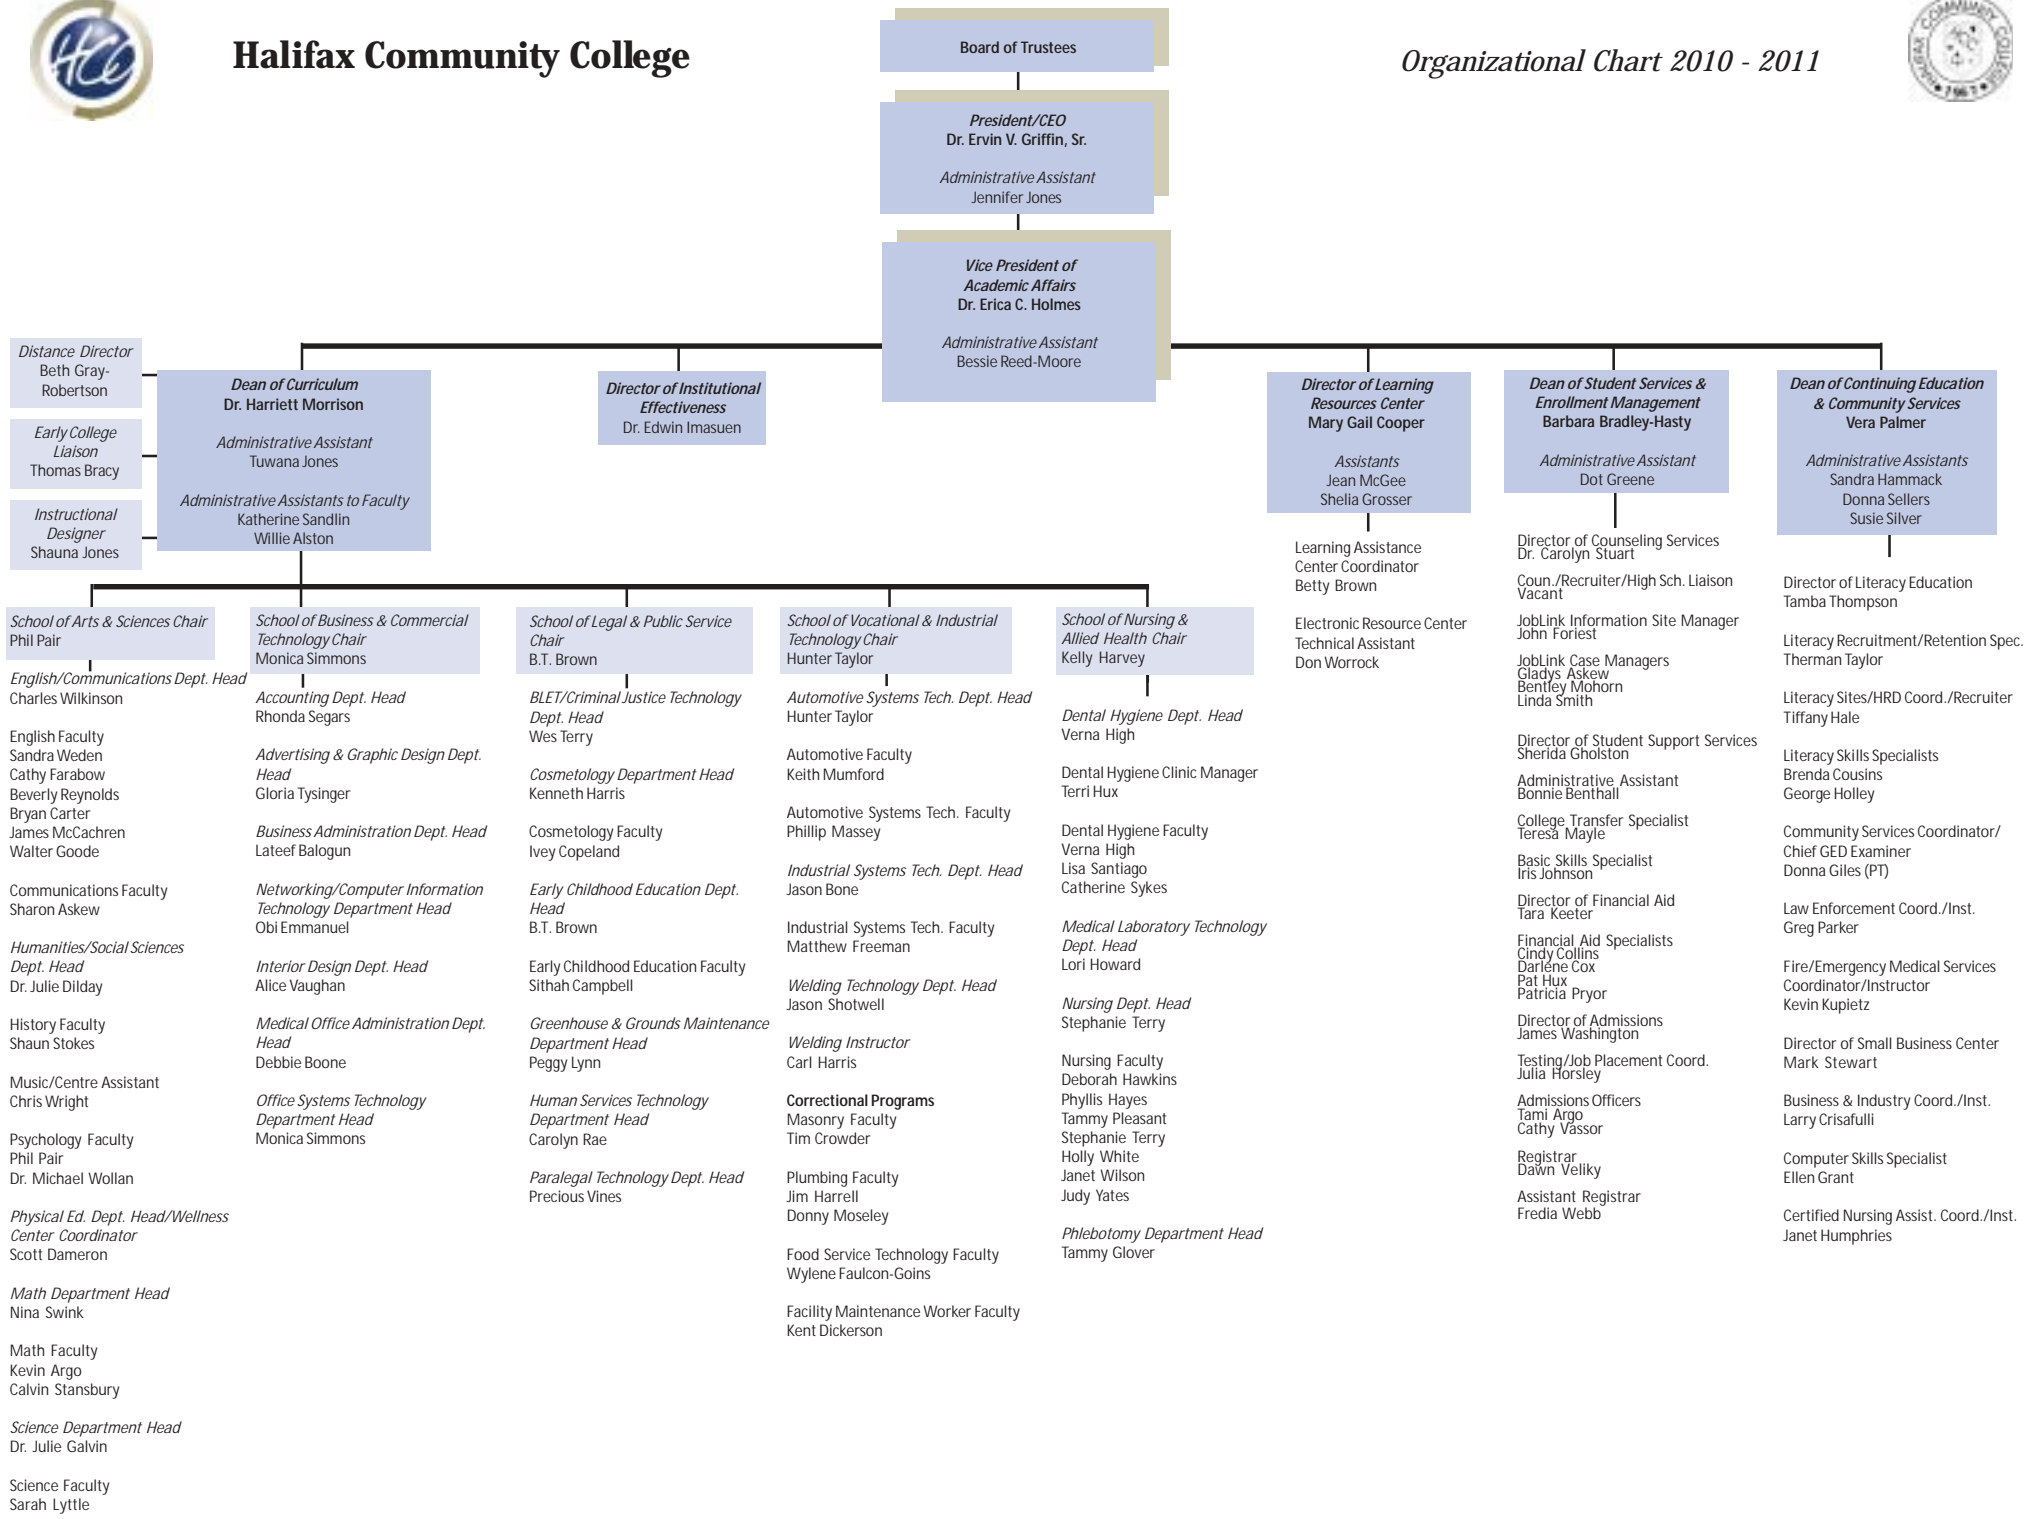 HCC
Halifax Community College
Organizational Chart 2010 - 2011
COMMUNITY COLLEGE
HALIFAX
1967
Board of Trustees
President/CEO
Dr. Ervin V. Griffin, Sr.
Administrative Assistant
Jennifer Jones
Vice President of
Academic Affairs
Dr. Erica C. Holmes
Administrative Assistant
Bessie Reed-Moore
Distance Director
Beth Gray-
Robertson
Early College
Liaison
Thomas Bracy
Instructional
Designer
Shauna Jones
Dean of Curriculum
Dr. Harriett Morrison
Administrative Assistant
Tuwana Jones
Administrative Assistants to Faculty
Katherine Sandlin
Willie Alston
Director of Institutional
Effectiveness
Dr. Edwin Imasuen
Director of Learning
Resources Center
Mary Gail Cooper
Assistants
Jean McGee
Shelia Grosser
Dean of Student Services &
Enrollment Management
Barbara Bradley-Hasty
Administrative Assistant
Dot Greene
Dean of Continuing Education
& Community Services
Vera Palmer
Administrative Assistants
Sandra Hammack
Donna Sellers
Susie Silver
School of Arts & Sciences Chair
Phil Pair
English/Communications Dept. Head
Charles Wilkinson
English Faculty
Sandra Weden
Cathy Farabow
Beverly Reynolds
Bryan Carter
James McCachren
Walter Goode
Communications Faculty
Sharon Askew
Humanities/Social Sciences
Dept. Head
Dr. Julie Dilday
History Faculty
Shaun Stokes
Music/Centre Assistant
Chris Wright
Psychology Faculty
Phil Pair
Dr. Michael Wollan
Physical Ed. Dept. Head/Wellness
Center Coordinator
Scott Dameron
Math Department Head
Nina Swink
Math Faculty
Kevin Argo
Calvin Stansbury
Science Department Head
Dr. Julie Galvin
Science Faculty
Sarah Lyttle
School of Business & Commercial
Technology Chair
Monica Simmons
Accounting Dept. Head
Rhonda Segars
Advertising & Graphic Design Dept.
Head
Gloria Tysinger
Business Administration Dept. Head
Lateef Balogun
Networking/Computer Information
Technology Department Head
Obi Emmanuel
Interior Design Dept. Head
Alice Vaughan
Medical Office Administration Dept.
Head
Debbie Boone
Office Systems Technology
Department Head
Monica Simmons
School of Legal & Public Service
Chair
B.T. Brown
BLET/Criminal Justice Technology
Dept. Head
Wes Terry
Cosmetology Department Head
Kenneth Harris
Cosmetology Faculty
Ivey Copeland
Early Childhood Education Dept.
Head
B.T. Brown
Early Childhood Education Faculty
Sithah Campbell
Greenhouse & Grounds Maintenance
Department Head
Peggy Lynn
Human Services Technology
Department Head
Carolyn Rae
Paralegal Technology Dept. Head
Precious Vines
School of Vocational & Industrial
Technology Chair
Hunter Taylor
Automotive Systems Tech. Dept. Head
Hunter Taylor
Automotive Faculty
Keith Mumford
Automotive Systems Tech. Faculty
Phillip Massey
Industrial Systems Tech. Dept. Head
Jason Bone
Industrial Systems Tech. Faculty
Matthew Freeman
Welding Technology Dept. Head
Jason Shotwell
Welding Instructor
Carl Harris
Correctional Programs
Masonry Faculty
Tim Crowder
Plumbing Faculty
Jim Harrell
Donny Moseley
Food Service Technology Faculty
Wylene Faulcon-Goins
Facility Maintenance Worker Faculty
Kent Dickerson
School of Nursing &
Allied Health Chair
Kelly Harvey
Dental Hygiene Dept. Head
Verna High
Dental Hygiene Clinic Manager
Terri Hux
Dental Hygiene Faculty
Verna High
Lisa Santiago
Catherine Sykes
Medical Laboratory Technology
Dept. Head
Lori Howard
Nursing Dept. Head
Stephanie Terry
Nursing Faculty
Deborah Hawkins
Phyllis Hayes
Tammy Pleasant
Stephanie Terry
Holly White
Janet Wilson
Judy Yates
Phlebotomy Department Head
Tammy Glover
Learning Assistance
Center Coordinator
Betty Brown
Electronic Resource Center
Technical Assistant
Don Worrock
Director of Counseling Services
Dr. Carolyn Stuart
Coun./Recruiter/High Sch. Liaison
Vacant
JobLink Information Site Manager
John Foriest
JobLink Case Managers
Gladys Askew
Bentley Mohorn
Linda Smith
Director of Student Support Services
Sherida Gholston
Administrative Assistant
Bonnie Benthall
College Transfer Specialist
Teresa Mayle
Basic Skills Specialist
Iris Johnson
Director of Financial Aid
Tara Keeter
Financial Aid Specialists
Cindy Collins
Darlene Cox
Pat Hux
Patricia Pryor
Director of Admissions
James Washington
Testing/Job Placement Coord.
Julia Horsley
Admissions Officers
Tami Argo
Cathy Vassor
Registrar
Dawn Veliky
Assistant Registrar
Fredia Webb
Director of Literacy Education
Tamba Thompson
Literacy Recruitment/Retention Spec.
Therman Taylor
Literacy Sites/HRD Coord./Recruiter
Tiffany Hale
Literacy Skills Specialists
Brenda Cousins
George Holley
Community Services Coordinator/
Chief GED Examiner
Donna Giles (PT)
Law Enforcement Coord./Inst.
Greg Parker
Fire/Emergency Medical Services
Coordinator/Instructor
Kevin Kupietz
Director of Small Business Center
Mark Stewart
Business & Industry Coord./Inst.
Larry Crisafulli
Computer Skills Specialist
Ellen Grant
Certified Nursing Assist. Coord./Inst.
Janet Humphries